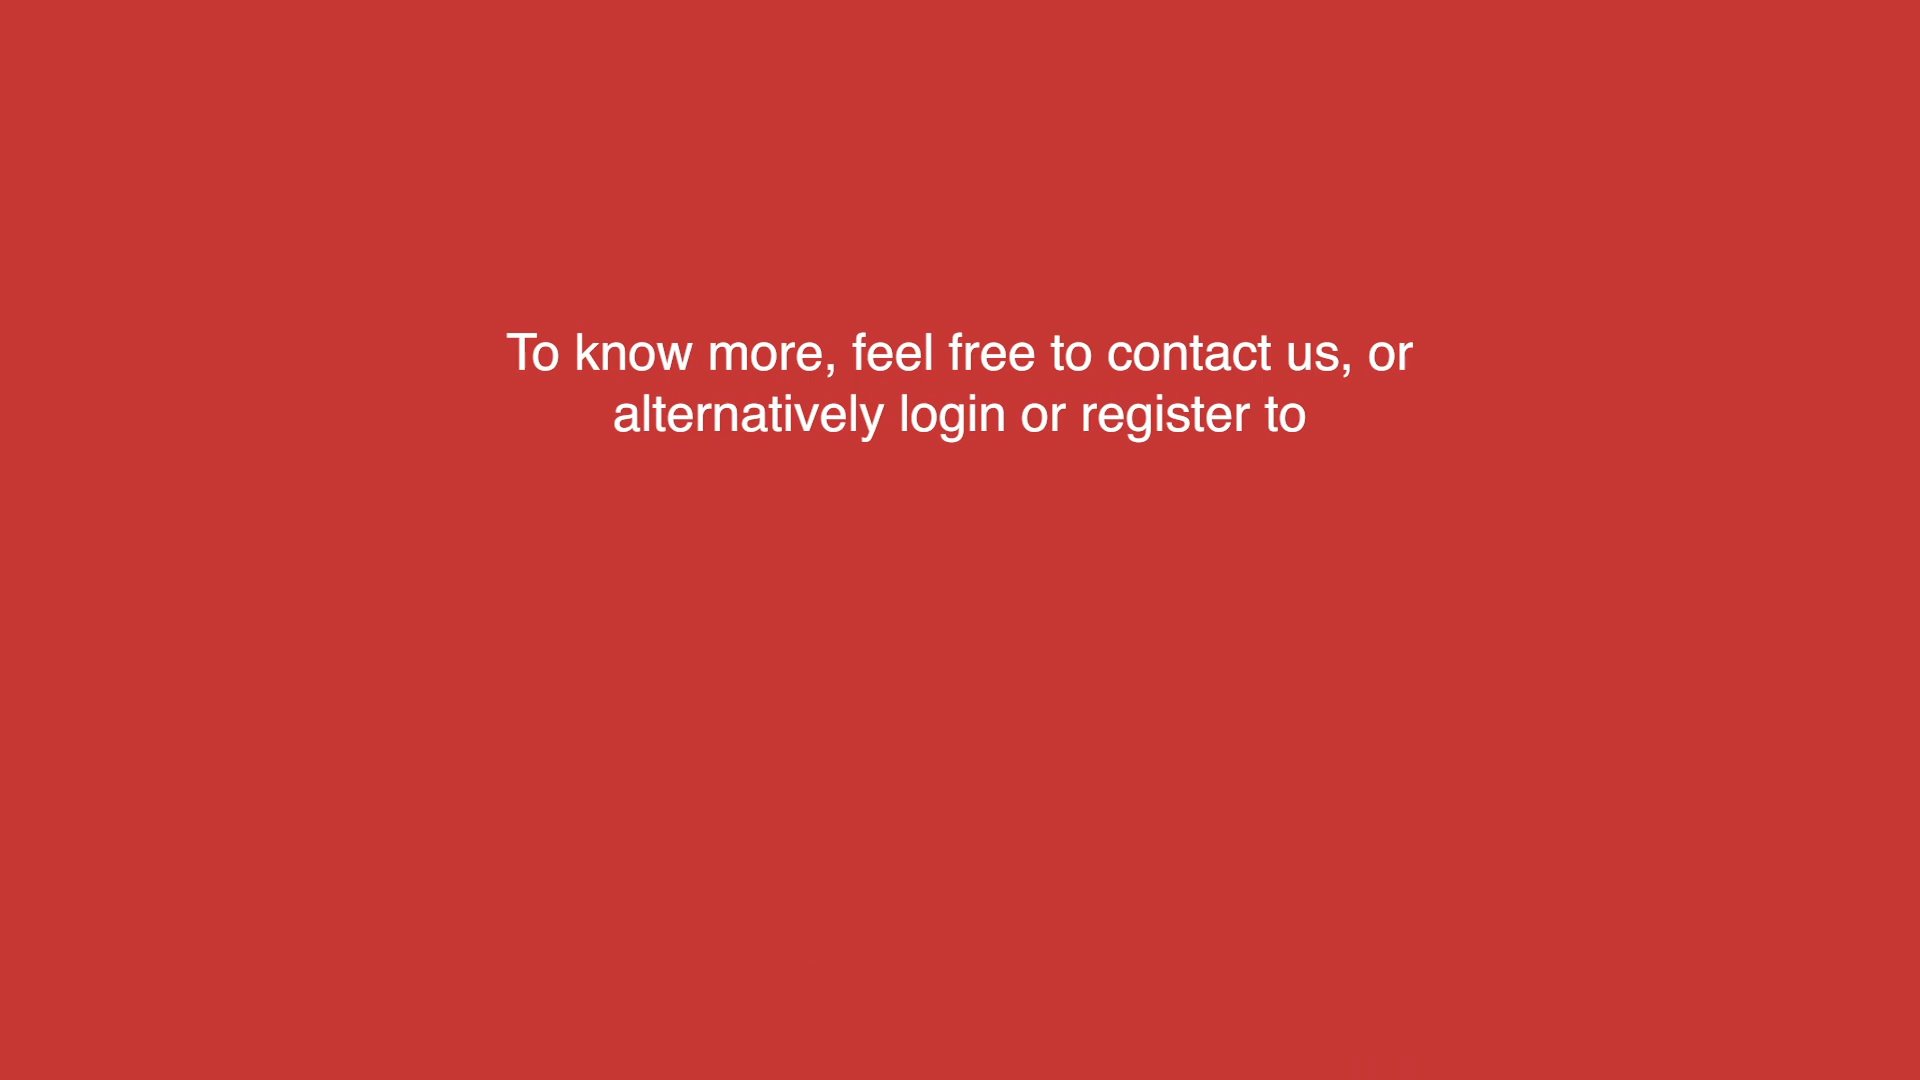 To know more, feel free to contact us, or
alternatively login or register to